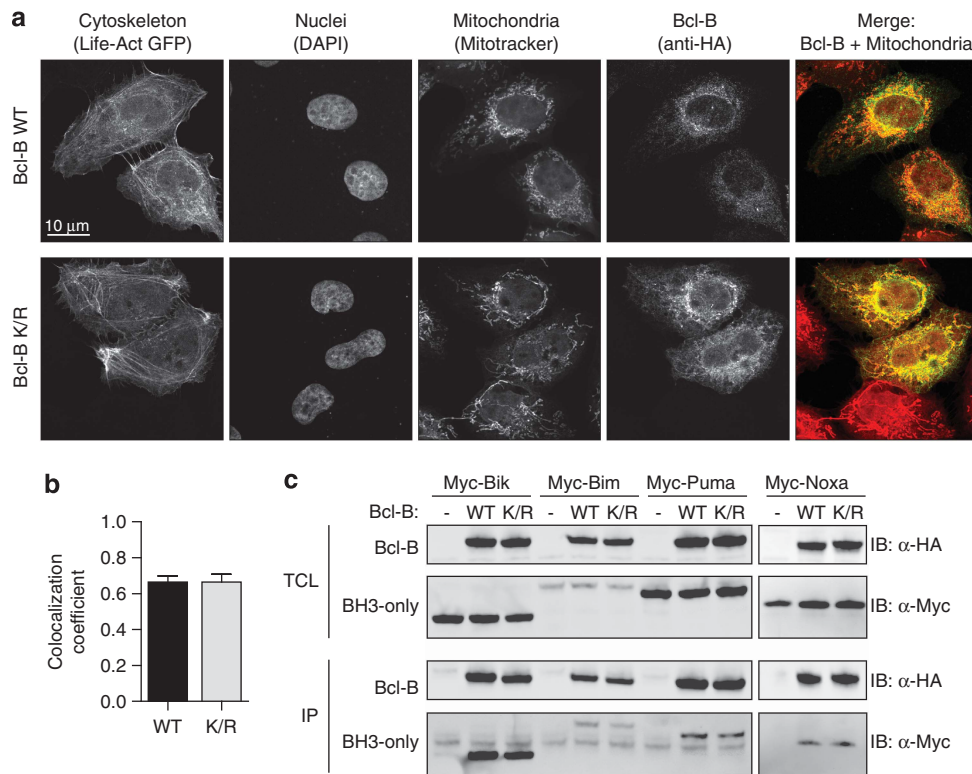 a
Cytoskeleton (Life-Act GFP)
Nuclei (DAPI)
Mitochondria (Mitotracker)
Bcl-B (anti-HA)
Merge: Bcl-B + Mitochondria
Bcl-B WT
10 µm
Bcl-B K/R
b
Colocalization coefficient
1.0
0.8
0.6
0.4
0.2
0.0
WT K/R
c
Myc-Bik Myc-Bim Myc-Puma Myc-Noxa
Bcl-B: - WT K/R - WT K/R - WT K/R - WT K/R
TCL
Bcl-B IB: α-HA
BH3-only IB: α-Myc
IP
Bcl-B IB: α-HA
BH3-only IB: α-Myc